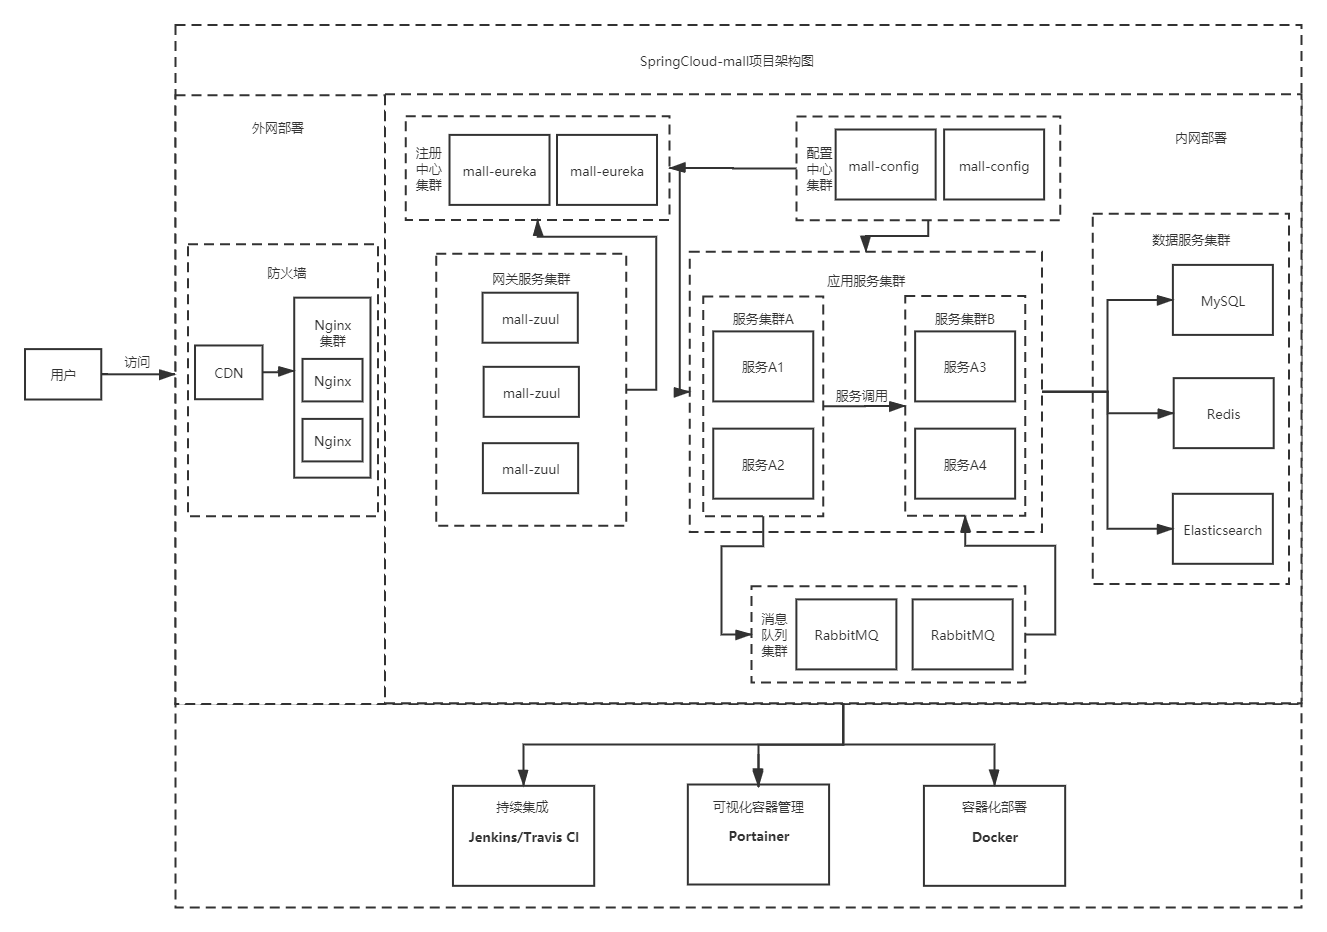 SpringCloud-mall项目架构图
外网部署
内网部署
用户
访问
防火墙
CDN
Nginx
集群
Nginx
Nginx
注册
中心
集群
mall-eureka
mall-eureka
配置
中心
集群
mall-config
mall-config
网关服务集群
mall-zuul
mall-zuul
mall-zuul
应用服务集群
服务集群A
服务A1
服务A2
服务调用
服务集群B
服务A3
服务A4
数据服务集群
MySQL
Redis
Elasticsearch
消息
队列
集群
RabbitMQ
RabbitMQ
持续集成
Jenkins/Travis CI
可视化容器管理
Portainer
容器化部署
Docker